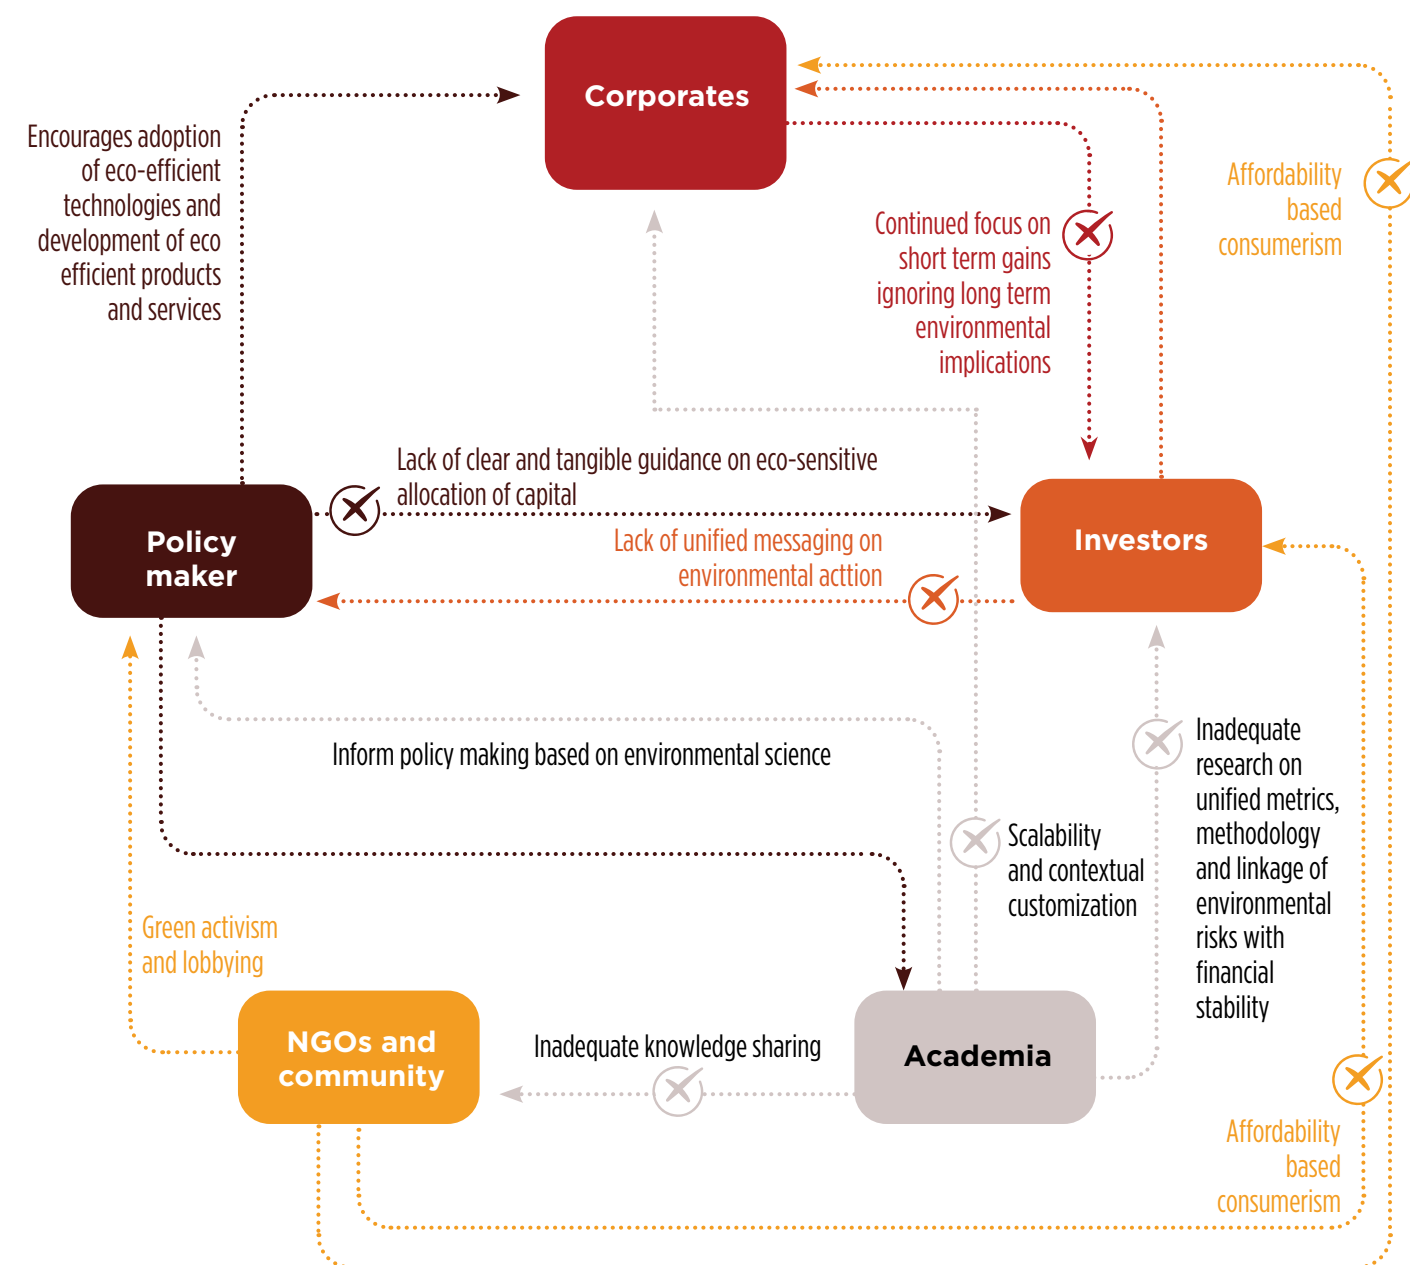 Corporates
Encourages adoption
of eco-efficient
technologies and
development of eco
efficient products
and services
Continued focus on
short term gains
ignoring long term
environmental
implications
Affordability
based
consumerism
Lack of clear and tangible guidance on eco-sensitive
allocation of capital
Policy
maker
Lack of unified messaging on
environmental acttion
Investors
Inform policy making based on environmental science
Scalability
and contextual
customization
Inadequate
research on
unified metrics,
methodology
and linkage of
environmental
risks with
financial
stability
Green activism
and lobbying
NGOs and
community
Inadequate knowledge sharing
Academia
Affordability
based
consumerism